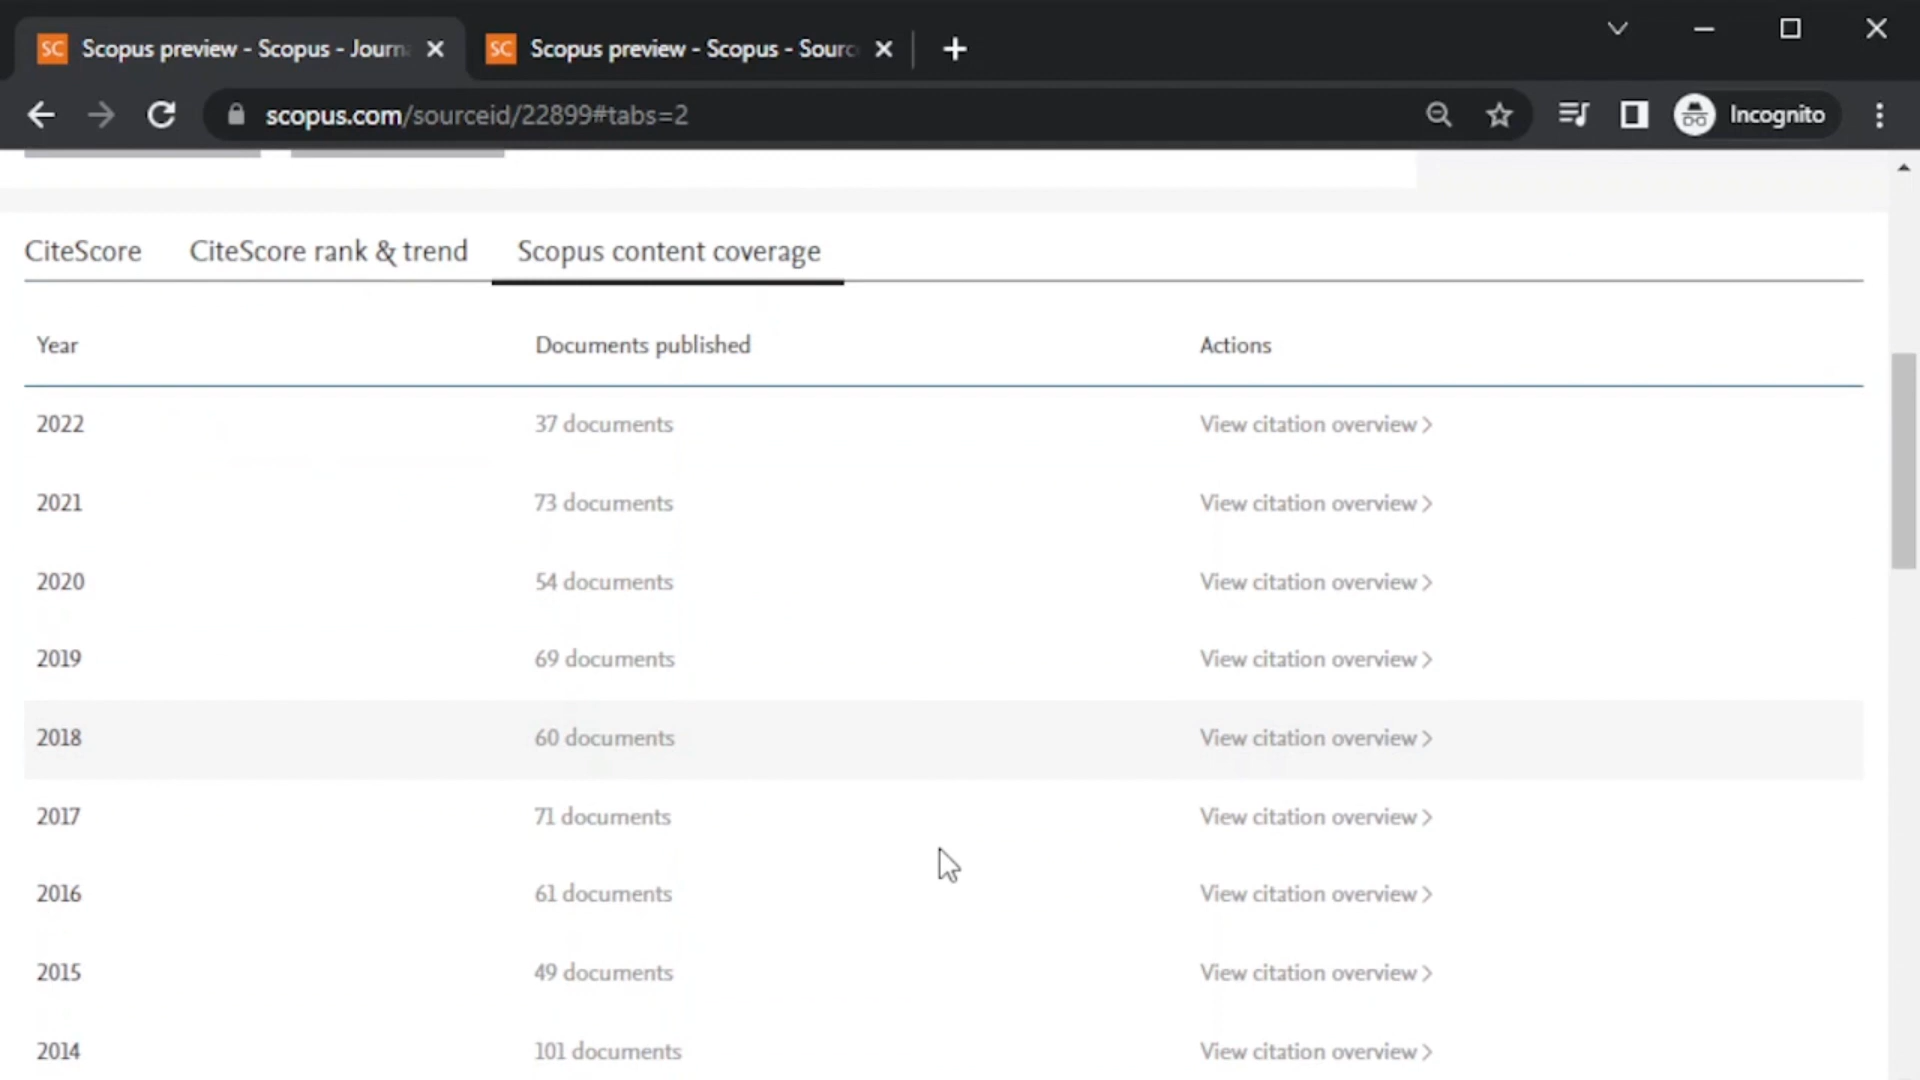 SC Scopus preview - Scopus - Journa SC Scopus preview - Scopus - Sourc
scopus.com/sourceid/22899#tabs=2 Incognito
CiteScore CiteScore rank & trend Scopus content coverage
Year Documents published Actions
2022 37 documents View citation overview >
2021 73 documents View citation overview >
2020 54 documents View citation overview >
2019 69 documents View citation overview >
2018 60 documents View citation overview >
2017 71 documents View citation overview >
2016 61 documents View citation overview >
2015 49 documents View citation overview >
2014 101 documents View citation overview >